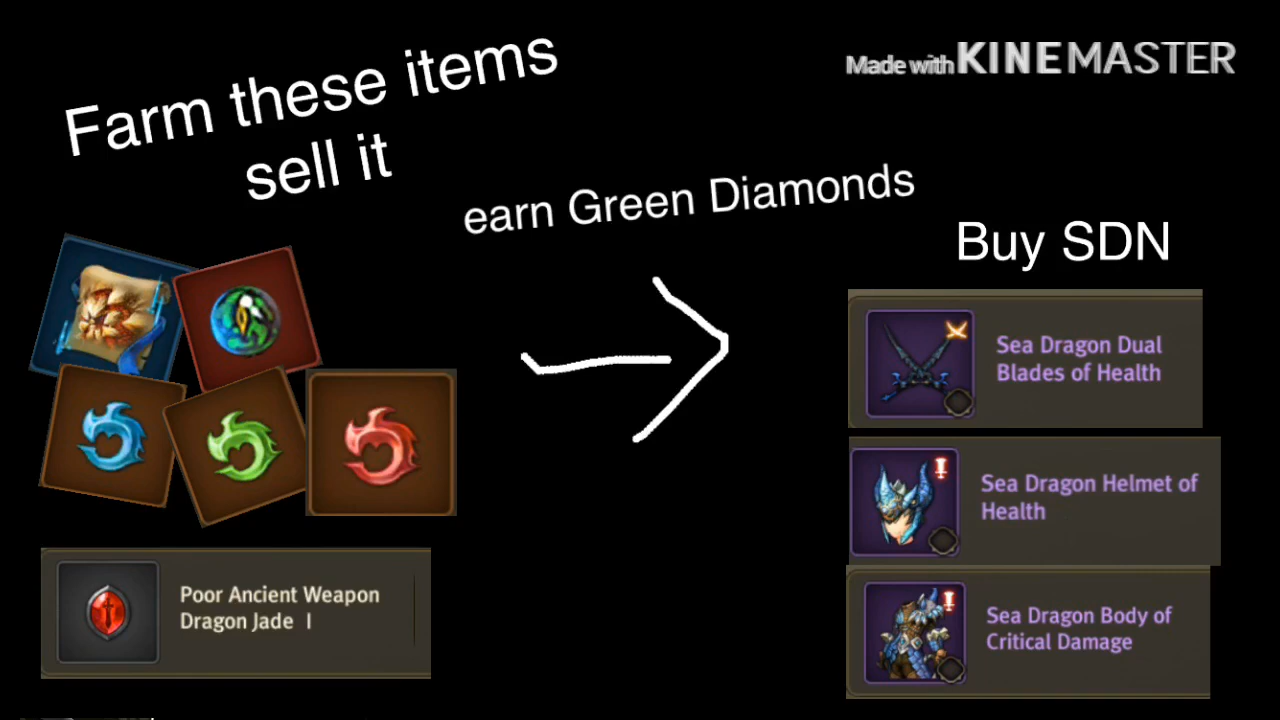 Farm these items
sell it
Made with KINEMASTER
earn Green Diamonds
Buy SDN
Sea Dragon Dual
Blades of Health
Sea Dragon Helmet of
Health
Poor Ancient Weapon
Dragon Jade I
Sea Dragon Body of
Critical Damage